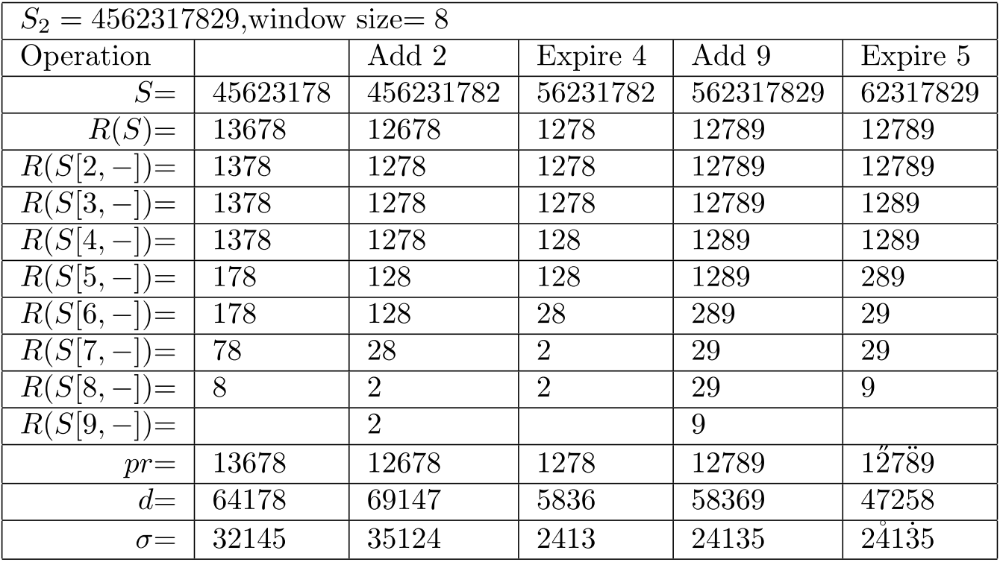 S₂ = 4562317829,window size= 8
Operation Add 2 Expire 4 Add 9 Expire 5
S= 45623178 456231782 56231782 562317829 62317829
R(S)= 13678 12678 1278 12789 12789
R(S[2,−])= 1378 1278 1278 12789 12789
R(S[3,−])= 1378 1278 1278 12789 1289
R(S[4,−])= 1378 1278 128 1289 1289
R(S[5,−])= 178 128 128 1289 289
R(S[6,−])= 178 128 28 289 29
R(S[7,−])= 78 28 2 29 29
R(S[8,−])= 8 2 2 29 9
R(S[9,−])= 2 9
pr= 13678 12678 1278 12789 12̋78̈9
d= 64178 69147 5836 58369 47258
σ= 32145 35124 2413 24135 24̊13̇5